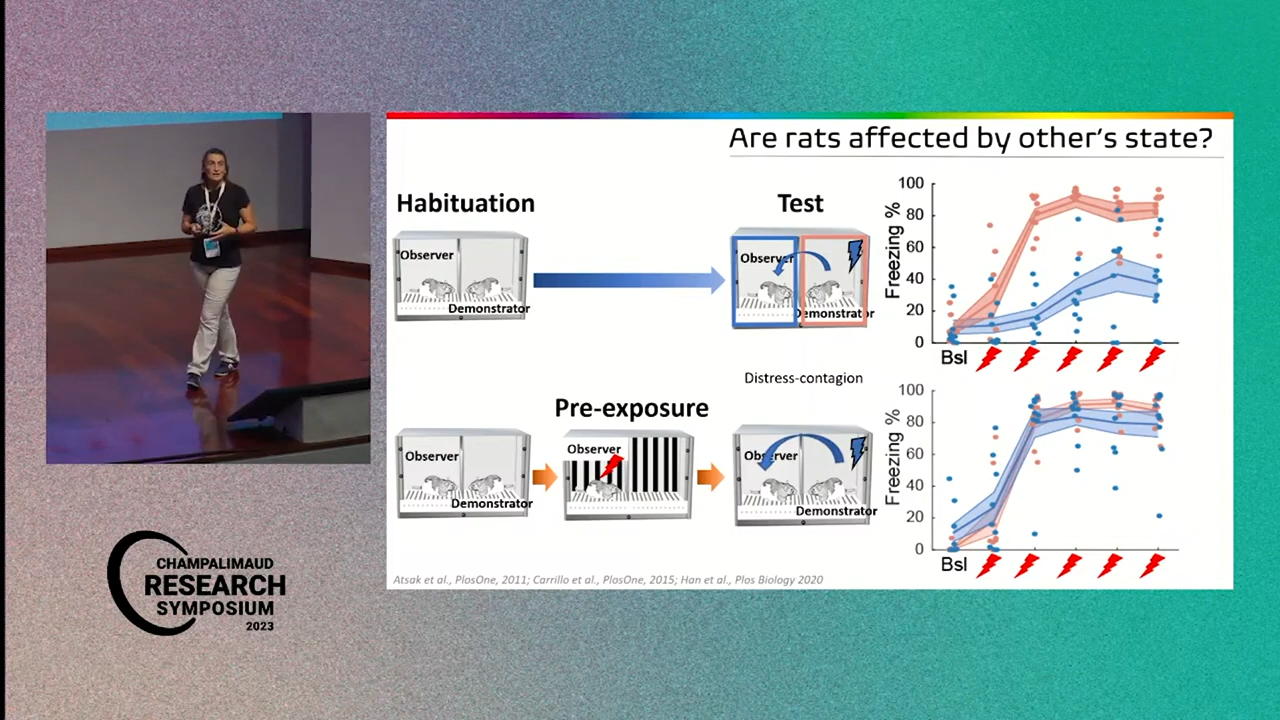 Are rats affected by other's state?
Habituation
Test
Observer
Demonstrator
Observer
Demonstrator
Freezing %
100
80
60
40
20
0
Bsl
Distress-contagion
Pre-exposure
Observer
Demonstrator
Observer
Observer
Demonstrator
Freezing %
100
80
60
40
20
0
Bsl
Atsak et al., PlosOne, 2011; Carrillo et al., PlosOne, 2015; Han et al., Plos Biology 2020
CHAMPALIMAUD
RESEARCH
SYMPOSIUM
2023